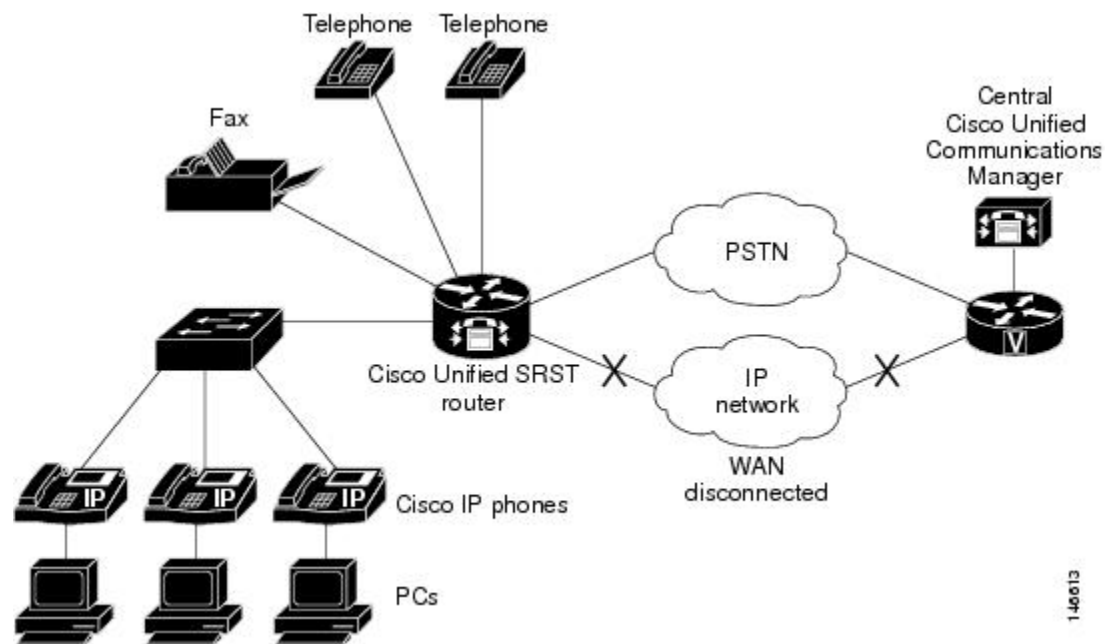 Telephone
Telephone
Fax
Central
Cisco Unified
Communications
Manager
PSTN
V
Cisco Unified SRST
router
IP
network
WAN
disconnected
IP
IP
IP
Cisco IP phones
PCs
146613